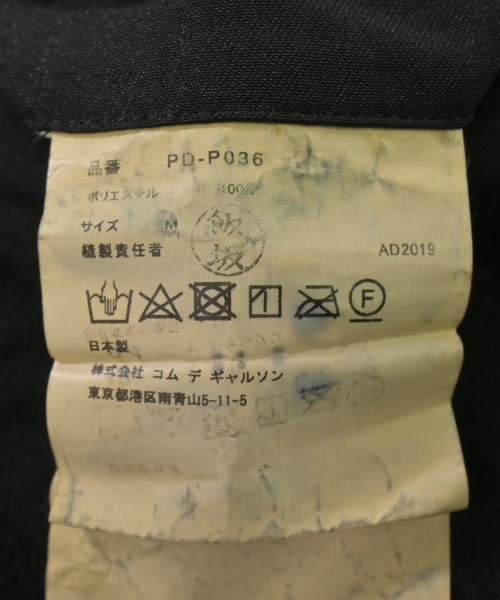 品番 PD-P036
ポリエステル 100%
サイズ M
縫製責任者 飯坂 AD2019
F
日本製
株式会社 コム デ ギャルソン
東京都港区南青山5-11-5